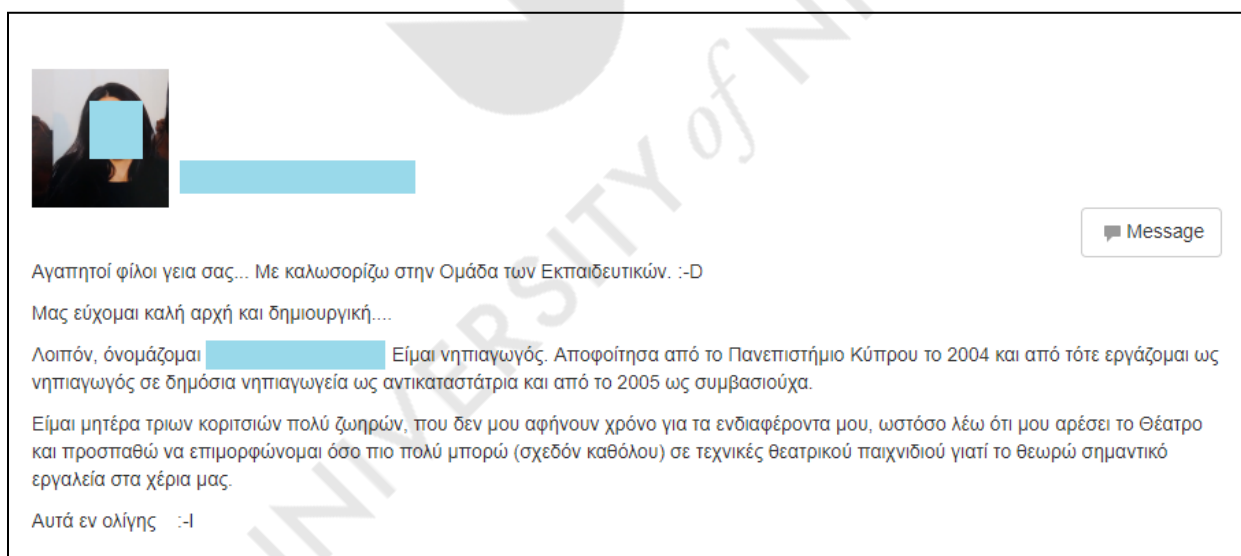 UNIVERSITY of NI
Message
Αγαπητοί φίλοι γεια σας... Με καλωσορίζω στην Ομάδα των Εκπαιδευτικών. :-D
Μας εύχομαι καλή αρχή και δημιουργική....
Λοιπόν, όνομάζομαι Είμαι νηπιαγωγός. Αποφοίτησα από το Πανεπιστήμιο Κύπρου το 2004 και από τότε εργάζομαι ως
νηπιαγωγός σε δημόσια νηπιαγωγεία ως αντικαταστάτρια και από το 2005 ως συμβασιούχα.
Είμαι μητέρα τριων κοριτσιών πολύ ζωηρών, που δεν μου αφήνουν χρόνο για τα ενδιαφέροντα μου, ωστόσο λέω ότι μου αρέσει το Θέατρο
και προσπαθώ να επιμορφώνομαι όσο πιο πολύ μπορώ (σχεδόν καθόλου) σε τεχνικές θεατρικού παιχνιδιού γιατί το θεωρώ σημαντικό
εργαλεία στα χέρια μας.
Αυτά εν ολίγης :-I